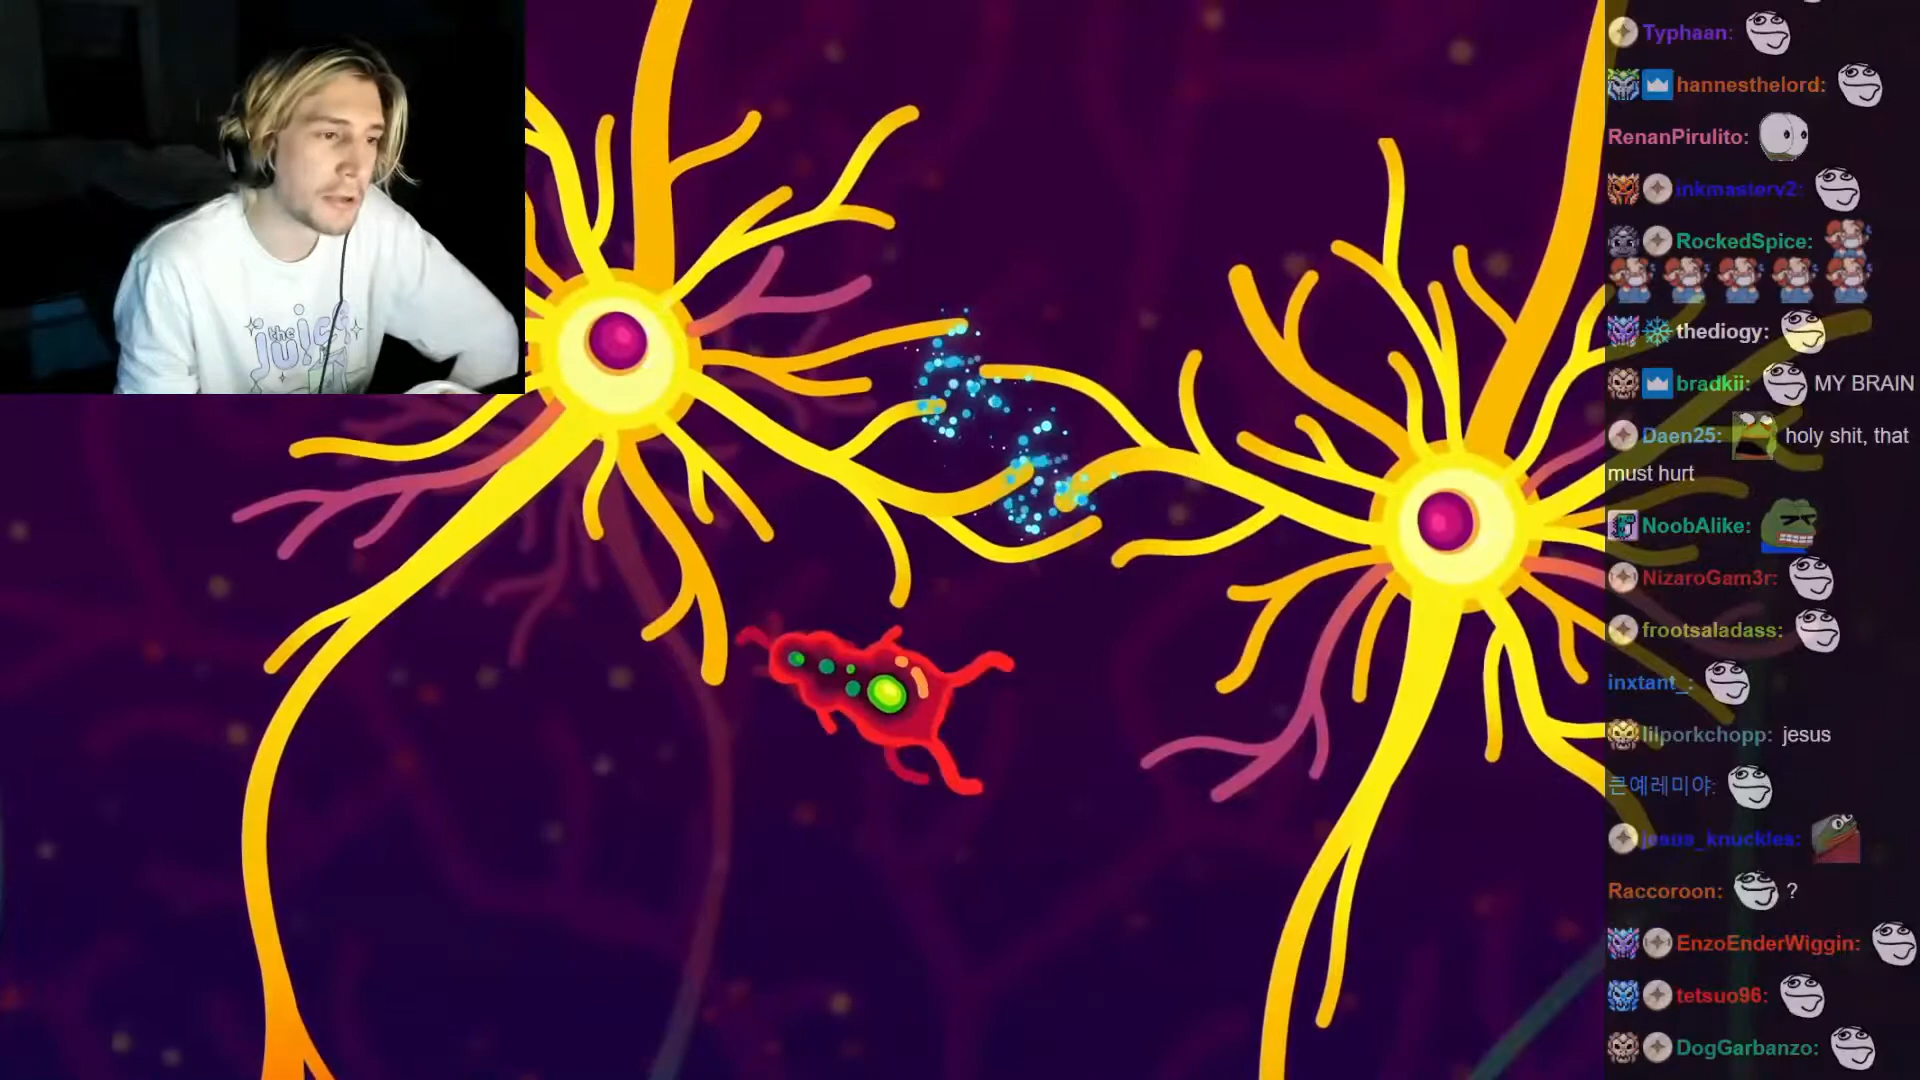 the
juice
Typhaan:
hannesthelord:
RenanPirulito:
inkmasterv2:
RockedSpice:
thediogy:
bradkii: MY BRAIN
Daen25: holy shit, that
must hurt
NoobAlike:
NizaroGam3r:
frootsaladass:
inxtant_:
lilporkchopp: jesus
큰예레미야:
jesus_knuckles:
Raccoroon: ?
EnzoEnderWiggin:
tetsuo96:
DogGarbanzo: